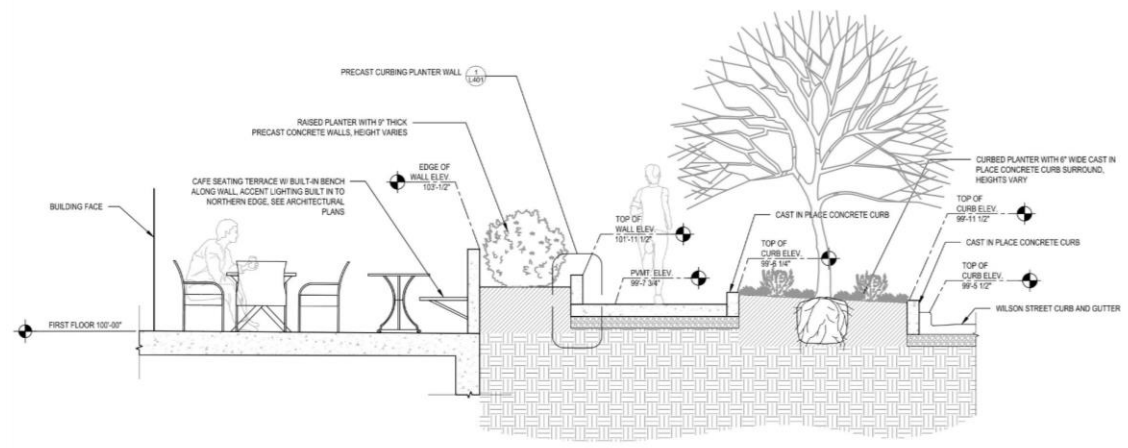 PRECAST CURBING PLANTER WALL
1
L401
RAISED PLANTER WITH 9" THICK
PRECAST CONCRETE WALLS, HEIGHT VARIES
EDGE OF
WALL ELEV.
103'-1/2"
CAFE SEATING TERRACE W/ BUILT-IN BENCH
ALONG WALL, ACCENT LIGHTING BUILT IN TO
NORTHERN EDGE, SEE ARCHITECTURAL
PLANS
BUILDING FACE
FIRST FLOOR 100'-00"
TOP OF
WALL ELEV
101'-11 1/2"
PVMT. ELEV.
99'-7 3/4"
CAST IN PLACE CONCRETE CURB
TOP OF
CURB ELEV.
99'-6 1/4"
CURBED PLANTER WITH 6" WIDE CAST IN
PLACE CONCRETE CURB SURROUND,
HEIGHTS VARY
TOP OF
CURB ELEV.
99'-11 1/2"
CAST IN PLACE CONCRETE CURB
TOP OF
CURB ELEV.
99'-5 1/2"
WILSON STREET CURB AND GUTTER